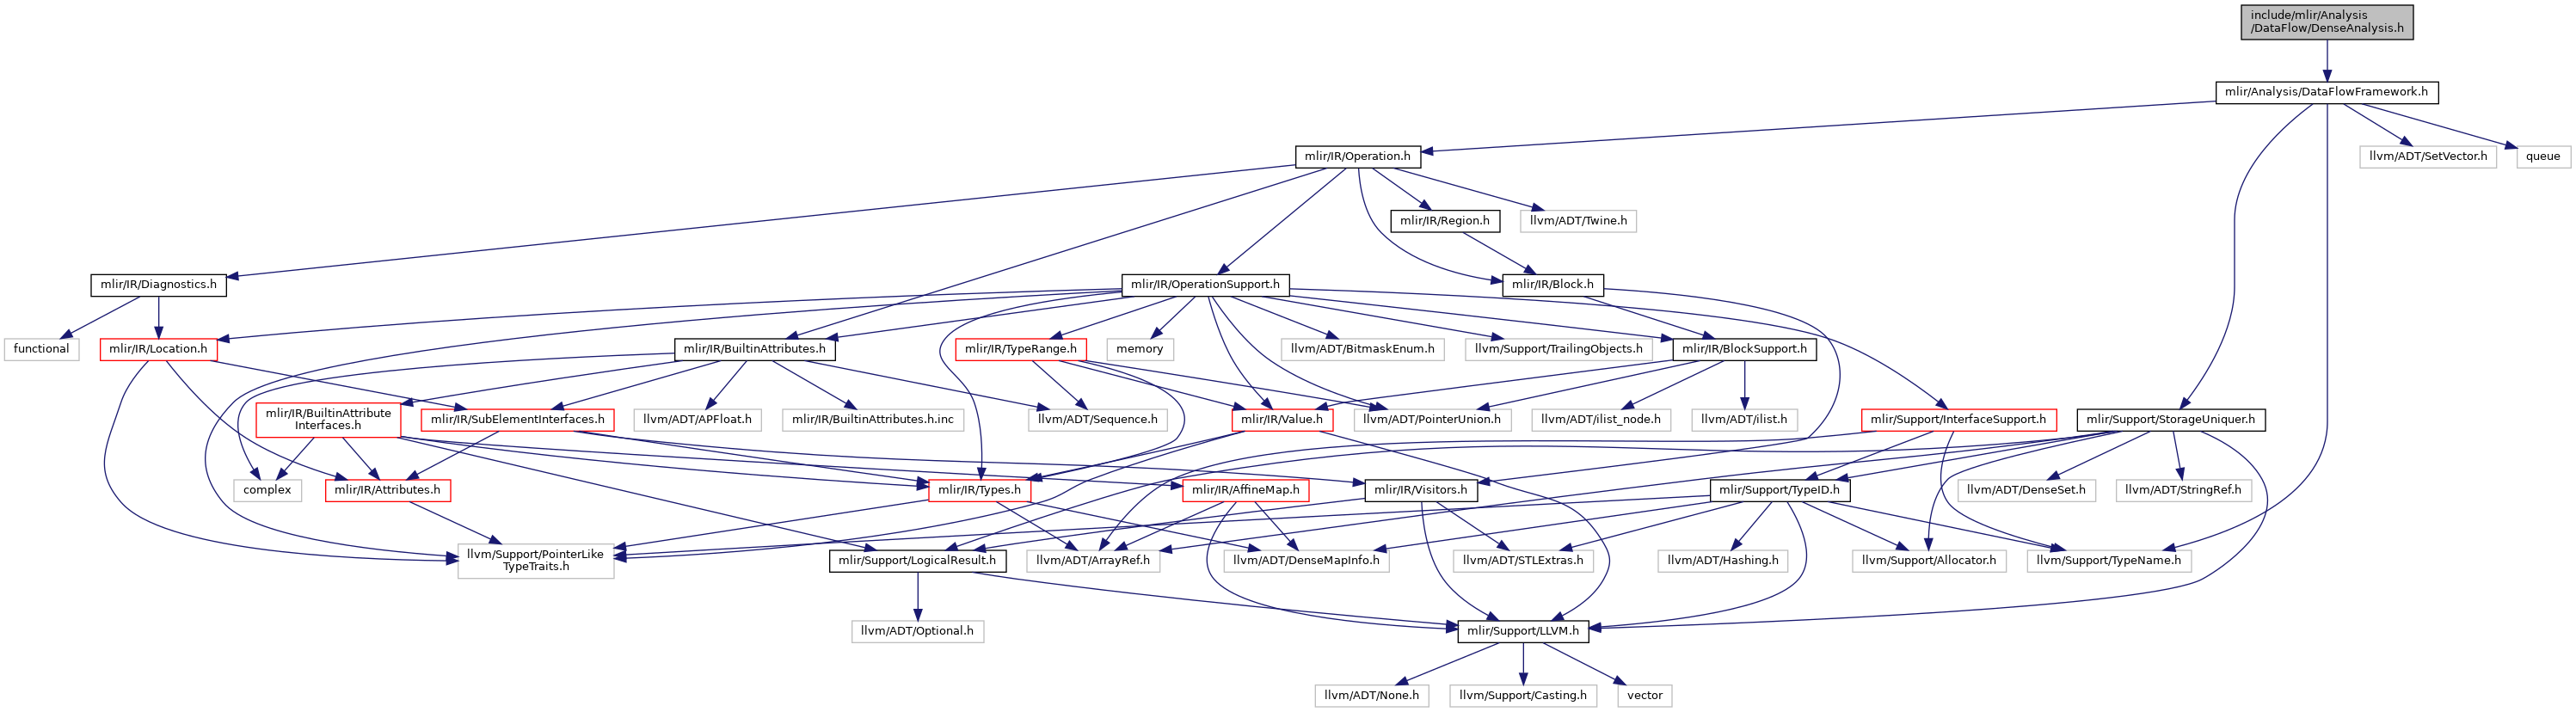 include/mlir/Analysis
/DataFlow/DenseAnalysis.h
mlir/Analysis/DataFlowFramework.h
mlir/IR/Operation.h
llvm/ADT/SetVector.h
queue
mlir/IR/Region.h
llvm/ADT/Twine.h
mlir/IR/Diagnostics.h
mlir/IR/OperationSupport.h
mlir/IR/Block.h
functional
mlir/IR/Location.h
mlir/IR/BuiltinAttributes.h
mlir/IR/TypeRange.h
memory
llvm/ADT/BitmaskEnum.h
llvm/Support/TrailingObjects.h
mlir/IR/BlockSupport.h
mlir/IR/BuiltinAttribute
Interfaces.h
mlir/IR/SubElementInterfaces.h
llvm/ADT/APFloat.h
mlir/IR/BuiltinAttributes.h.inc
llvm/ADT/Sequence.h
mlir/IR/Value.h
llvm/ADT/PointerUnion.h
llvm/ADT/ilist_node.h
llvm/ADT/ilist.h
mlir/Support/InterfaceSupport.h
mlir/Support/StorageUniquer.h
complex
mlir/IR/Attributes.h
mlir/IR/Types.h
mlir/IR/AffineMap.h
mlir/IR/Visitors.h
mlir/Support/TypeID.h
llvm/ADT/DenseSet.h
llvm/ADT/StringRef.h
llvm/Support/PointerLike
TypeTraits.h
mlir/Support/LogicalResult.h
llvm/ADT/ArrayRef.h
llvm/ADT/DenseMapInfo.h
llvm/ADT/STLExtras.h
llvm/ADT/Hashing.h
llvm/Support/Allocator.h
llvm/Support/TypeName.h
llvm/ADT/Optional.h
mlir/Support/LLVM.h
llvm/ADT/None.h
llvm/Support/Casting.h
vector